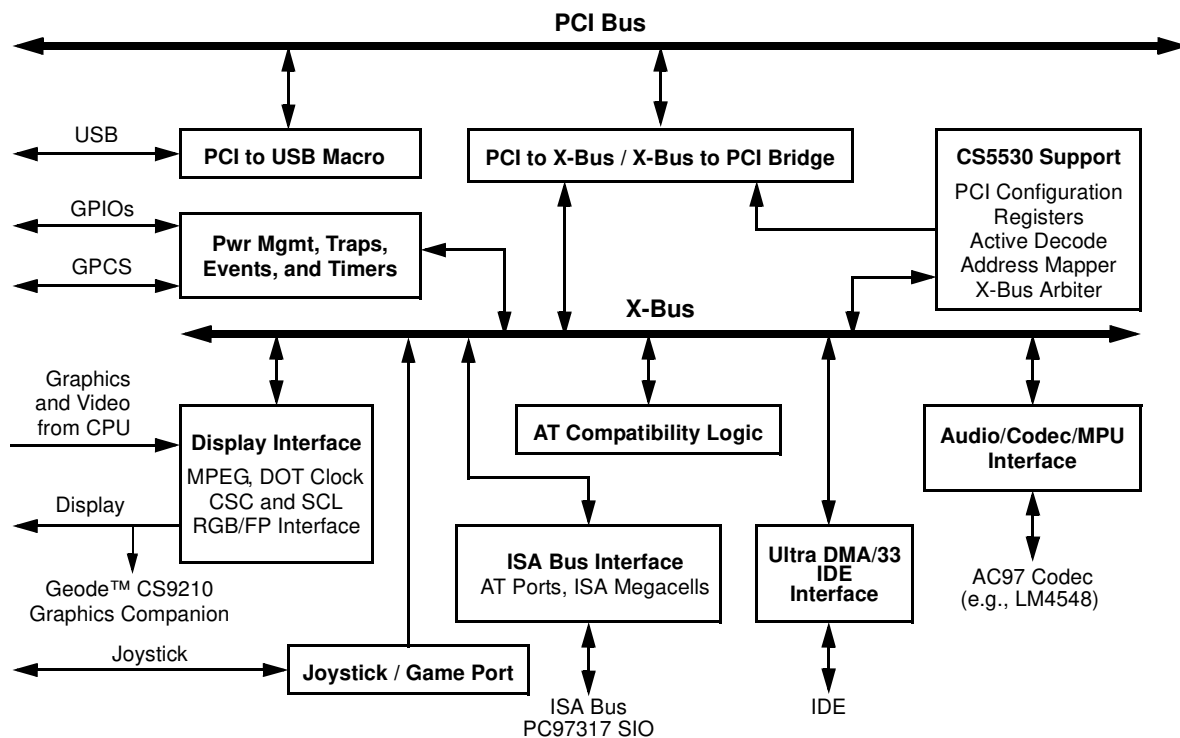 PCI Bus
USB
PCI to USB Macro
PCI to X-Bus / X-Bus to PCI Bridge
CS5530 Support
PCI Configuration
Registers
Active Decode
Address Mapper
X-Bus Arbiter
GPIOs
GPCS
Pwr Mgmt, Traps,
Events, and Timers
X-Bus
Graphics
and Video
from CPU
Display Interface
MPEG, DOT Clock
CSC and SCL
RGB/FP Interface
AT Compatibility Logic
Audio/Codec/MPU
Interface
Display
Geode™ CS9210
Graphics Companion
ISA Bus Interface
AT Ports, ISA Megacells
Ultra DMA/33
IDE
Interface
AC97 Codec
(e.g., LM4548)
Joystick
Joystick / Game Port
ISA Bus
PC97317 SIO
IDE